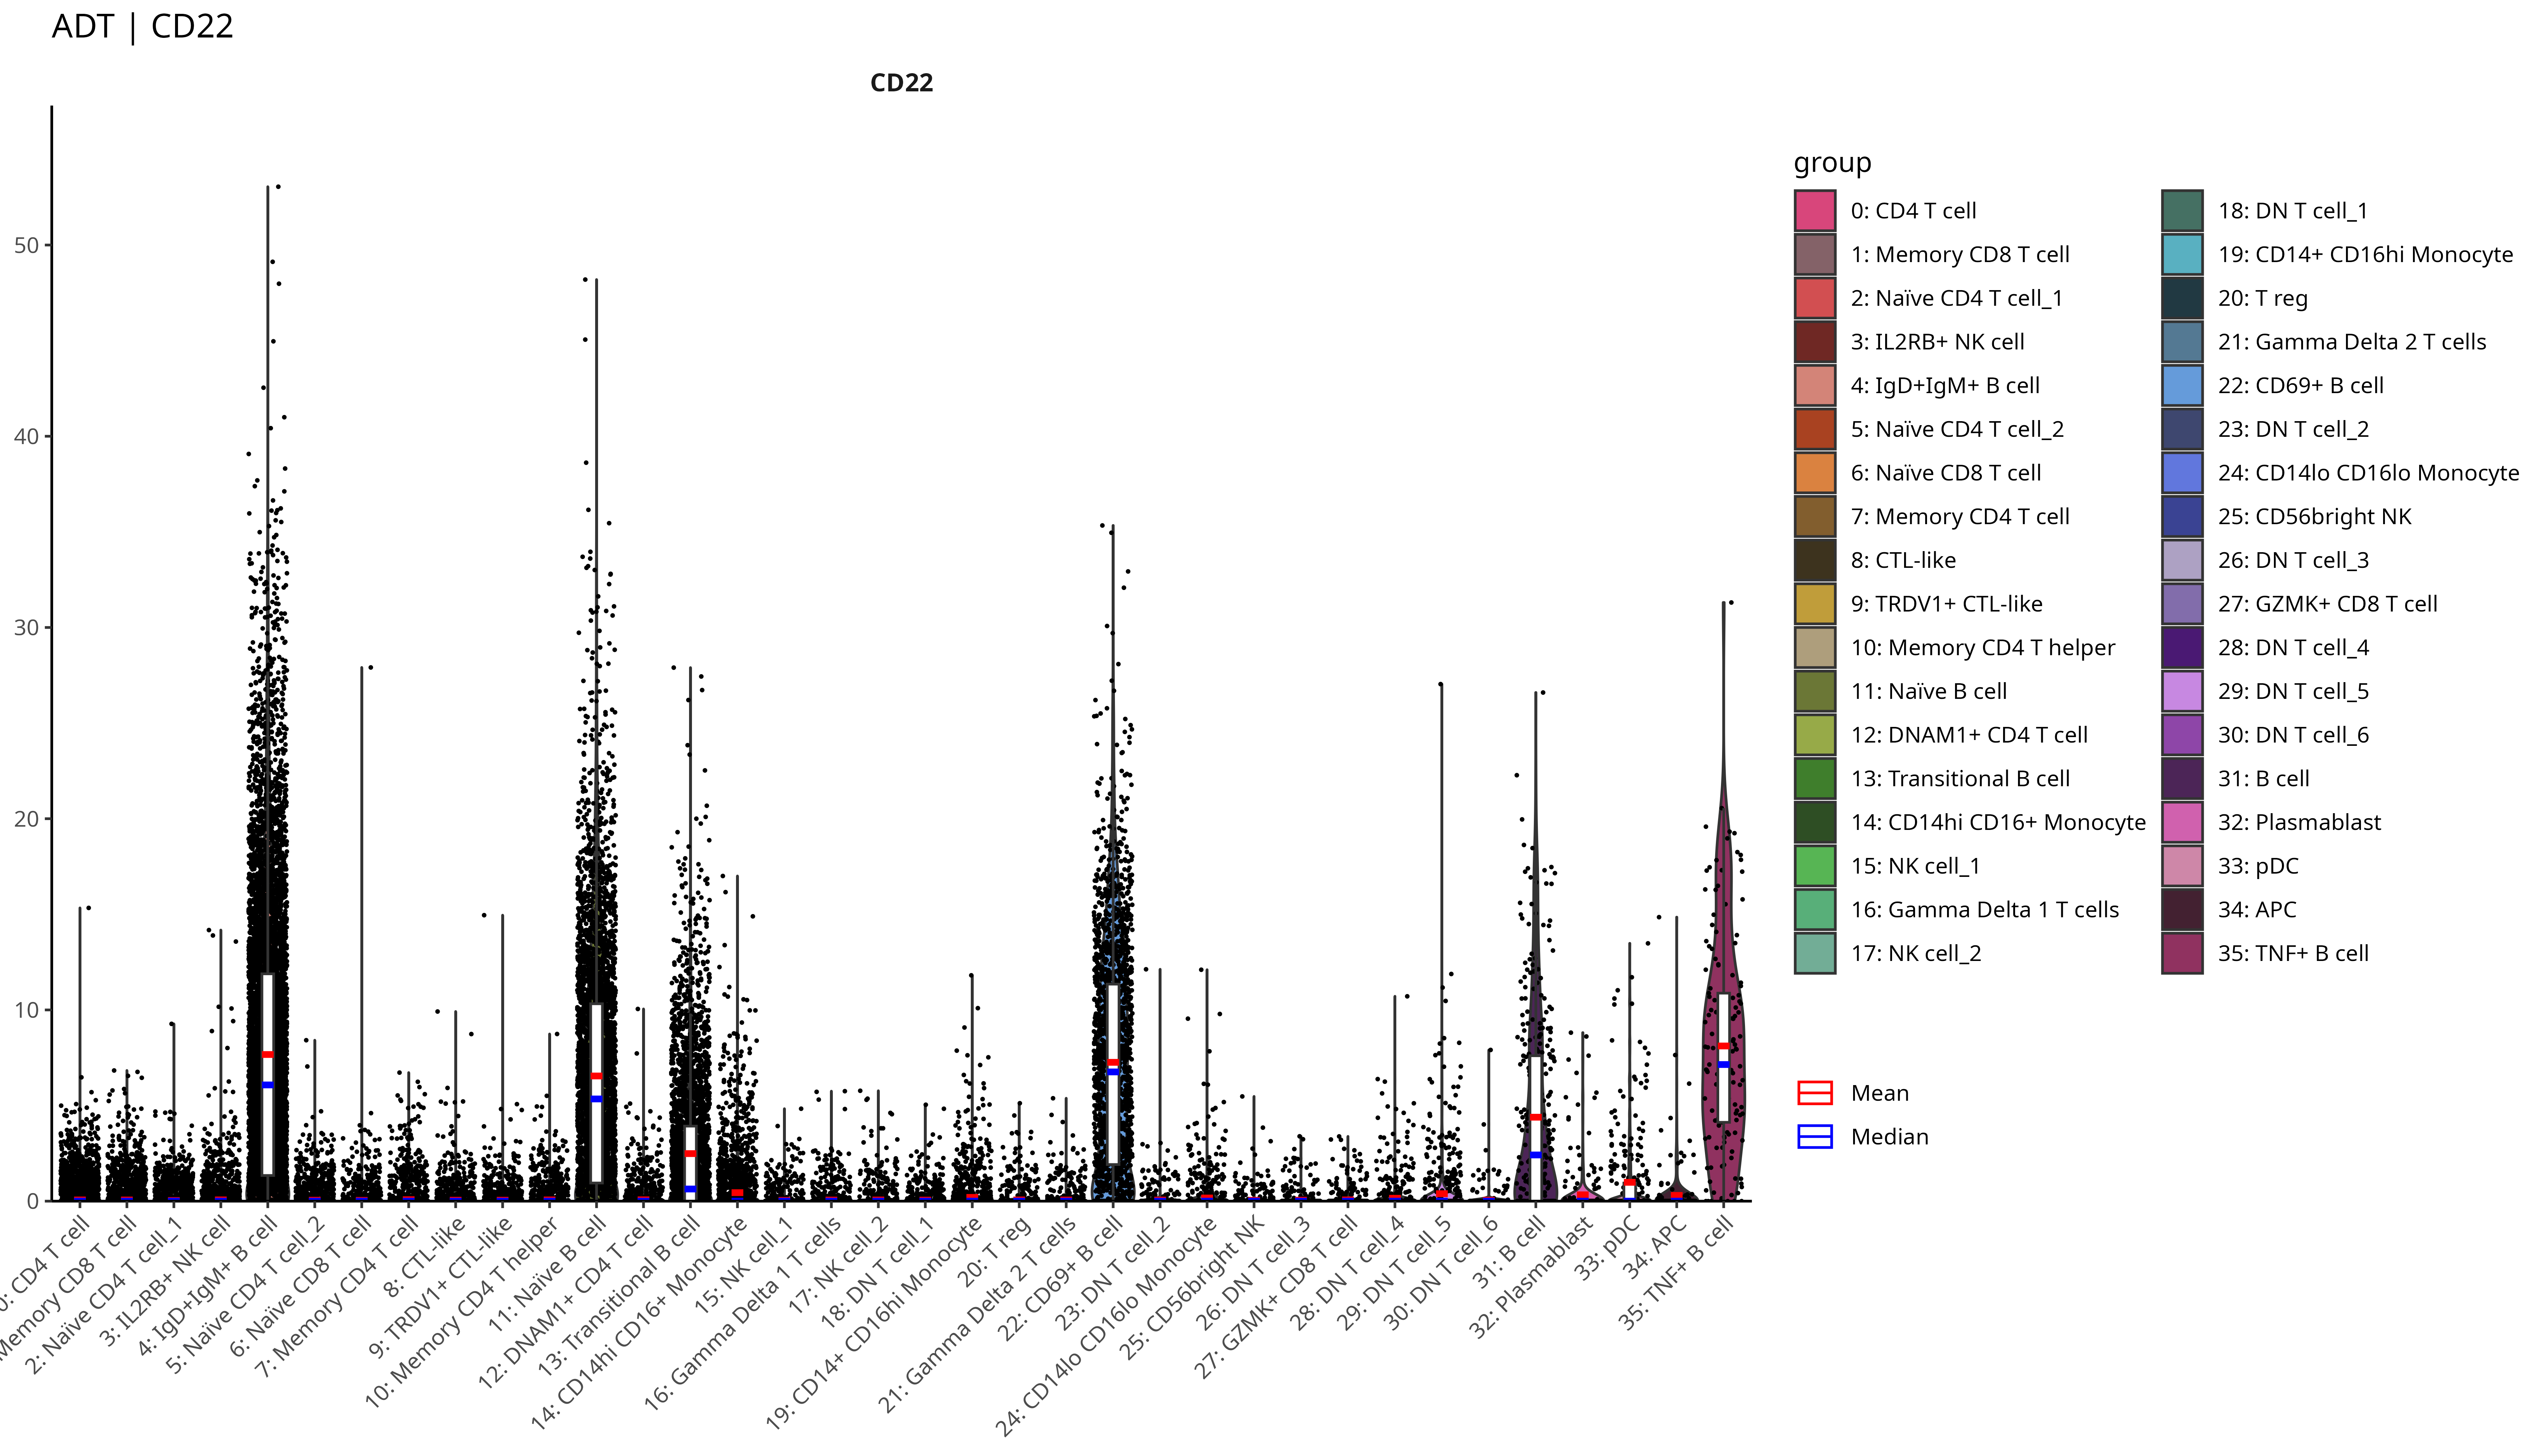 ADT | CD22
CD22
50
40
30
20
10
0
0: CD4 T cell
Memory CD8 T cell
2: Naïve CD4 T cell_1
3: IL2RB+ NK cell
4: IgD+IgM+ B cell
5: Naïve CD4 T cell_2
6: Naïve CD8 T cell
7: Memory CD4 T cell
8: CTL-like
9: TRDV1+ CTL-like
10: Memory CD4 T helper
11: Naïve B cell
12: DNAM1+ CD4 T cell
13: Transitional B cell
14: CD14hi CD16+ Monocyte
15: NK cell_1
16: Gamma Delta 1 T cells
17: NK cell_2
18: DN T cell_1
19: CD14+ CD16hi Monocyte
20: T reg
21: Gamma Delta 2 T cells
22: CD69+ B cell
23: DN T cell_2
24: CD14lo CD16lo Monocyte
25: CD56bright NK
26: DN T cell_3
27: GZMK+ CD8 T cell
28: DN T cell_4
29: DN T cell_5
30: DN T cell_6
31: B cell
32: Plasmablast
33: pDC
34: APC
35: TNF+ B cell
group
0: CD4 T cell
1: Memory CD8 T cell
2: Naïve CD4 T cell_1
3: IL2RB+ NK cell
4: IgD+IgM+ B cell
5: Naïve CD4 T cell_2
6: Naïve CD8 T cell
7: Memory CD4 T cell
8: CTL-like
9: TRDV1+ CTL-like
10: Memory CD4 T helper
11: Naïve B cell
12: DNAM1+ CD4 T cell
13: Transitional B cell
14: CD14hi CD16+ Monocyte
15: NK cell_1
16: Gamma Delta 1 T cells
17: NK cell_2
18: DN T cell_1
19: CD14+ CD16hi Monocyte
20: T reg
21: Gamma Delta 2 T cells
22: CD69+ B cell
23: DN T cell_2
24: CD14lo CD16lo Monocyte
25: CD56bright NK
26: DN T cell_3
27: GZMK+ CD8 T cell
28: DN T cell_4
29: DN T cell_5
30: DN T cell_6
31: B cell
32: Plasmablast
33: pDC
34: APC
35: TNF+ B cell
Mean
Median